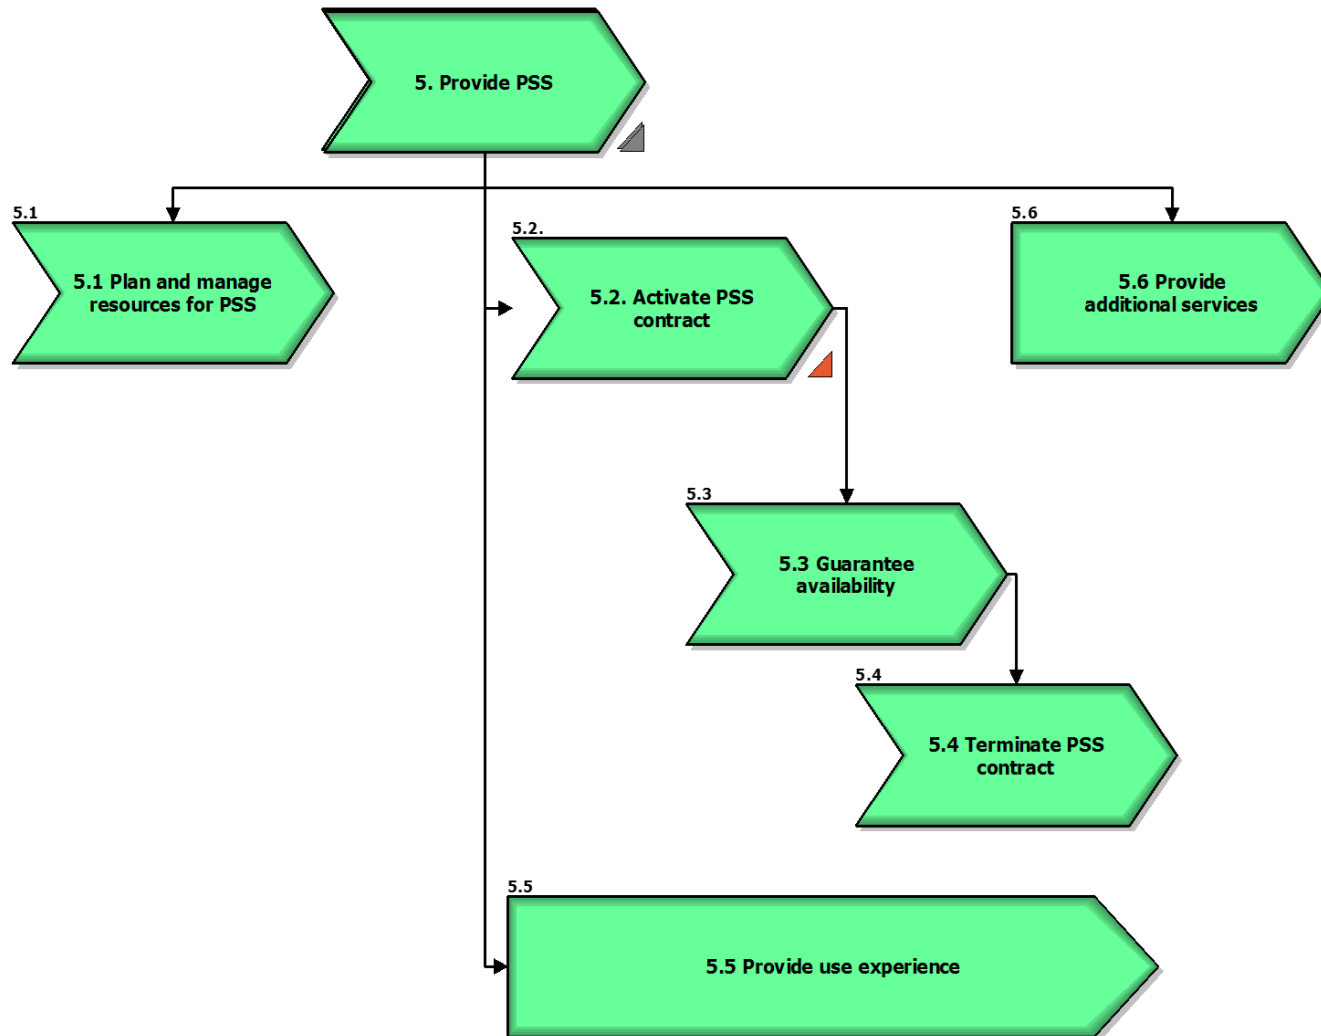 5. Provide PSS
5.1
5.1 Plan and manage
resources for PSS
5.2.
5.2. Activate PSS
contract
5.6
5.6 Provide
additional services
5.3
5.3 Guarantee
availability
5.4
5.4 Terminate PSS
contract
5.5
5.5 Provide use experience